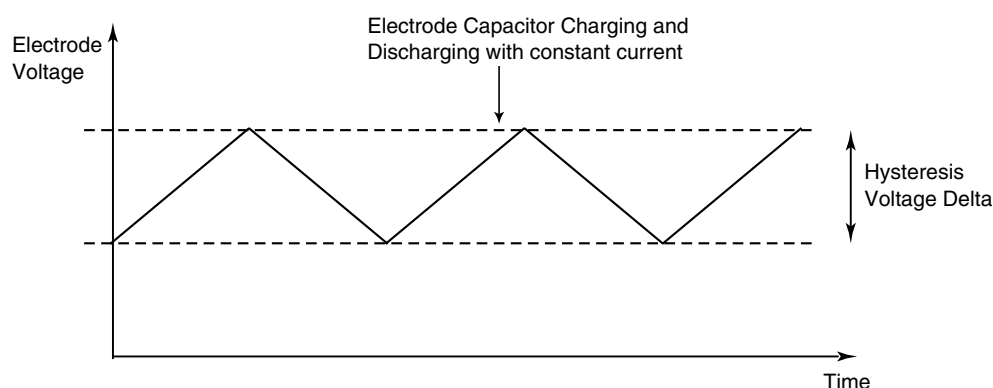 Electrode Capacitor Charging and
Discharging with constant current
Electrode
Voltage
Hysteresis
Voltage Delta
Time